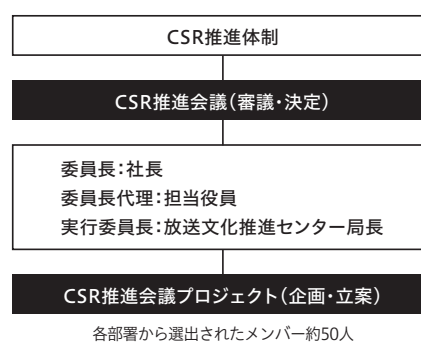 CSR推進体制
CSR推進会議(審議・決定)
委員長:社長
委員長代理:担当役員
実行委員長:放送文化推進センター局長
CSR推進会議プロジェクト(企画・立案)
各部署から選出されたメンバー約50人